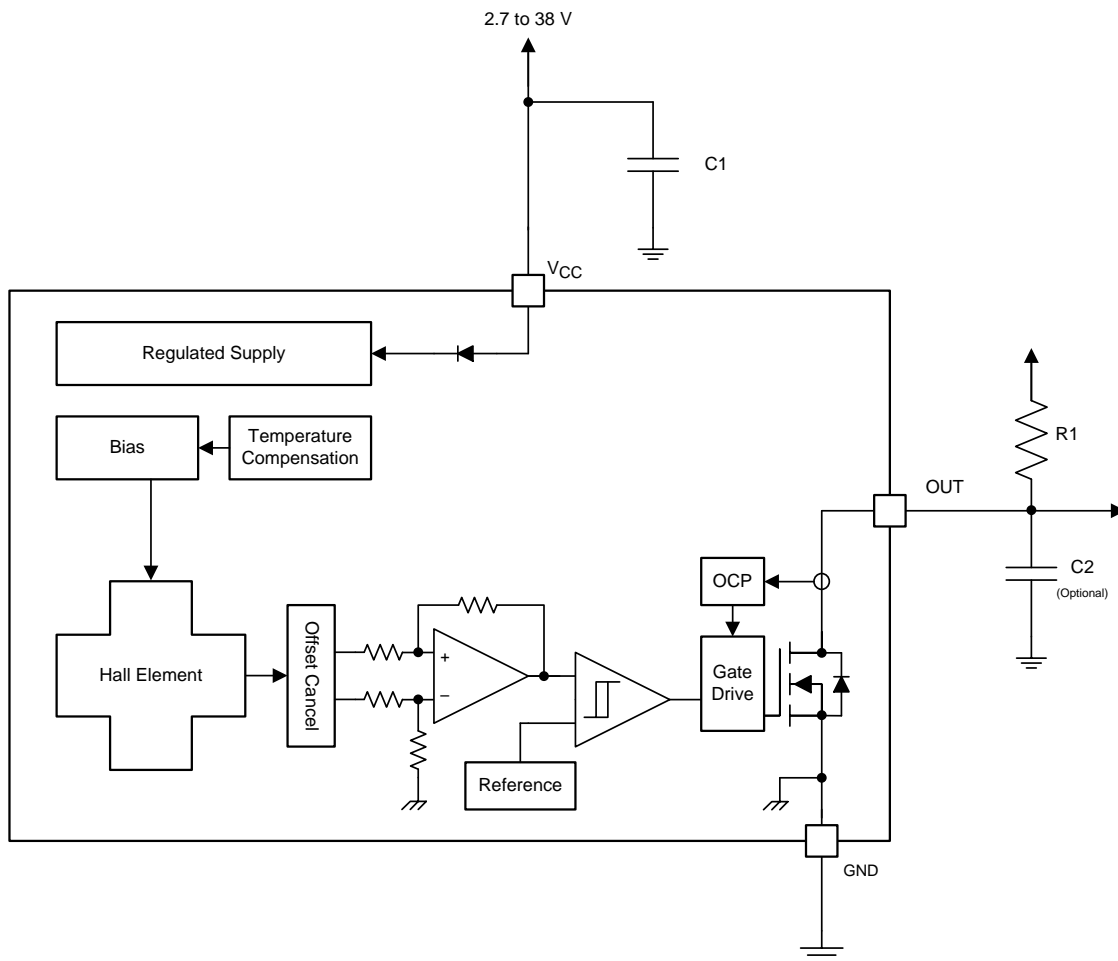 2.7 to 38 V
C1
VCC
Regulated Supply
Bias
Temperature
Compensation
R1
OUT
OCP
C2
(Optional)
Hall Element
Offset Cancel
+
–
Gate
Drive
Reference
GND